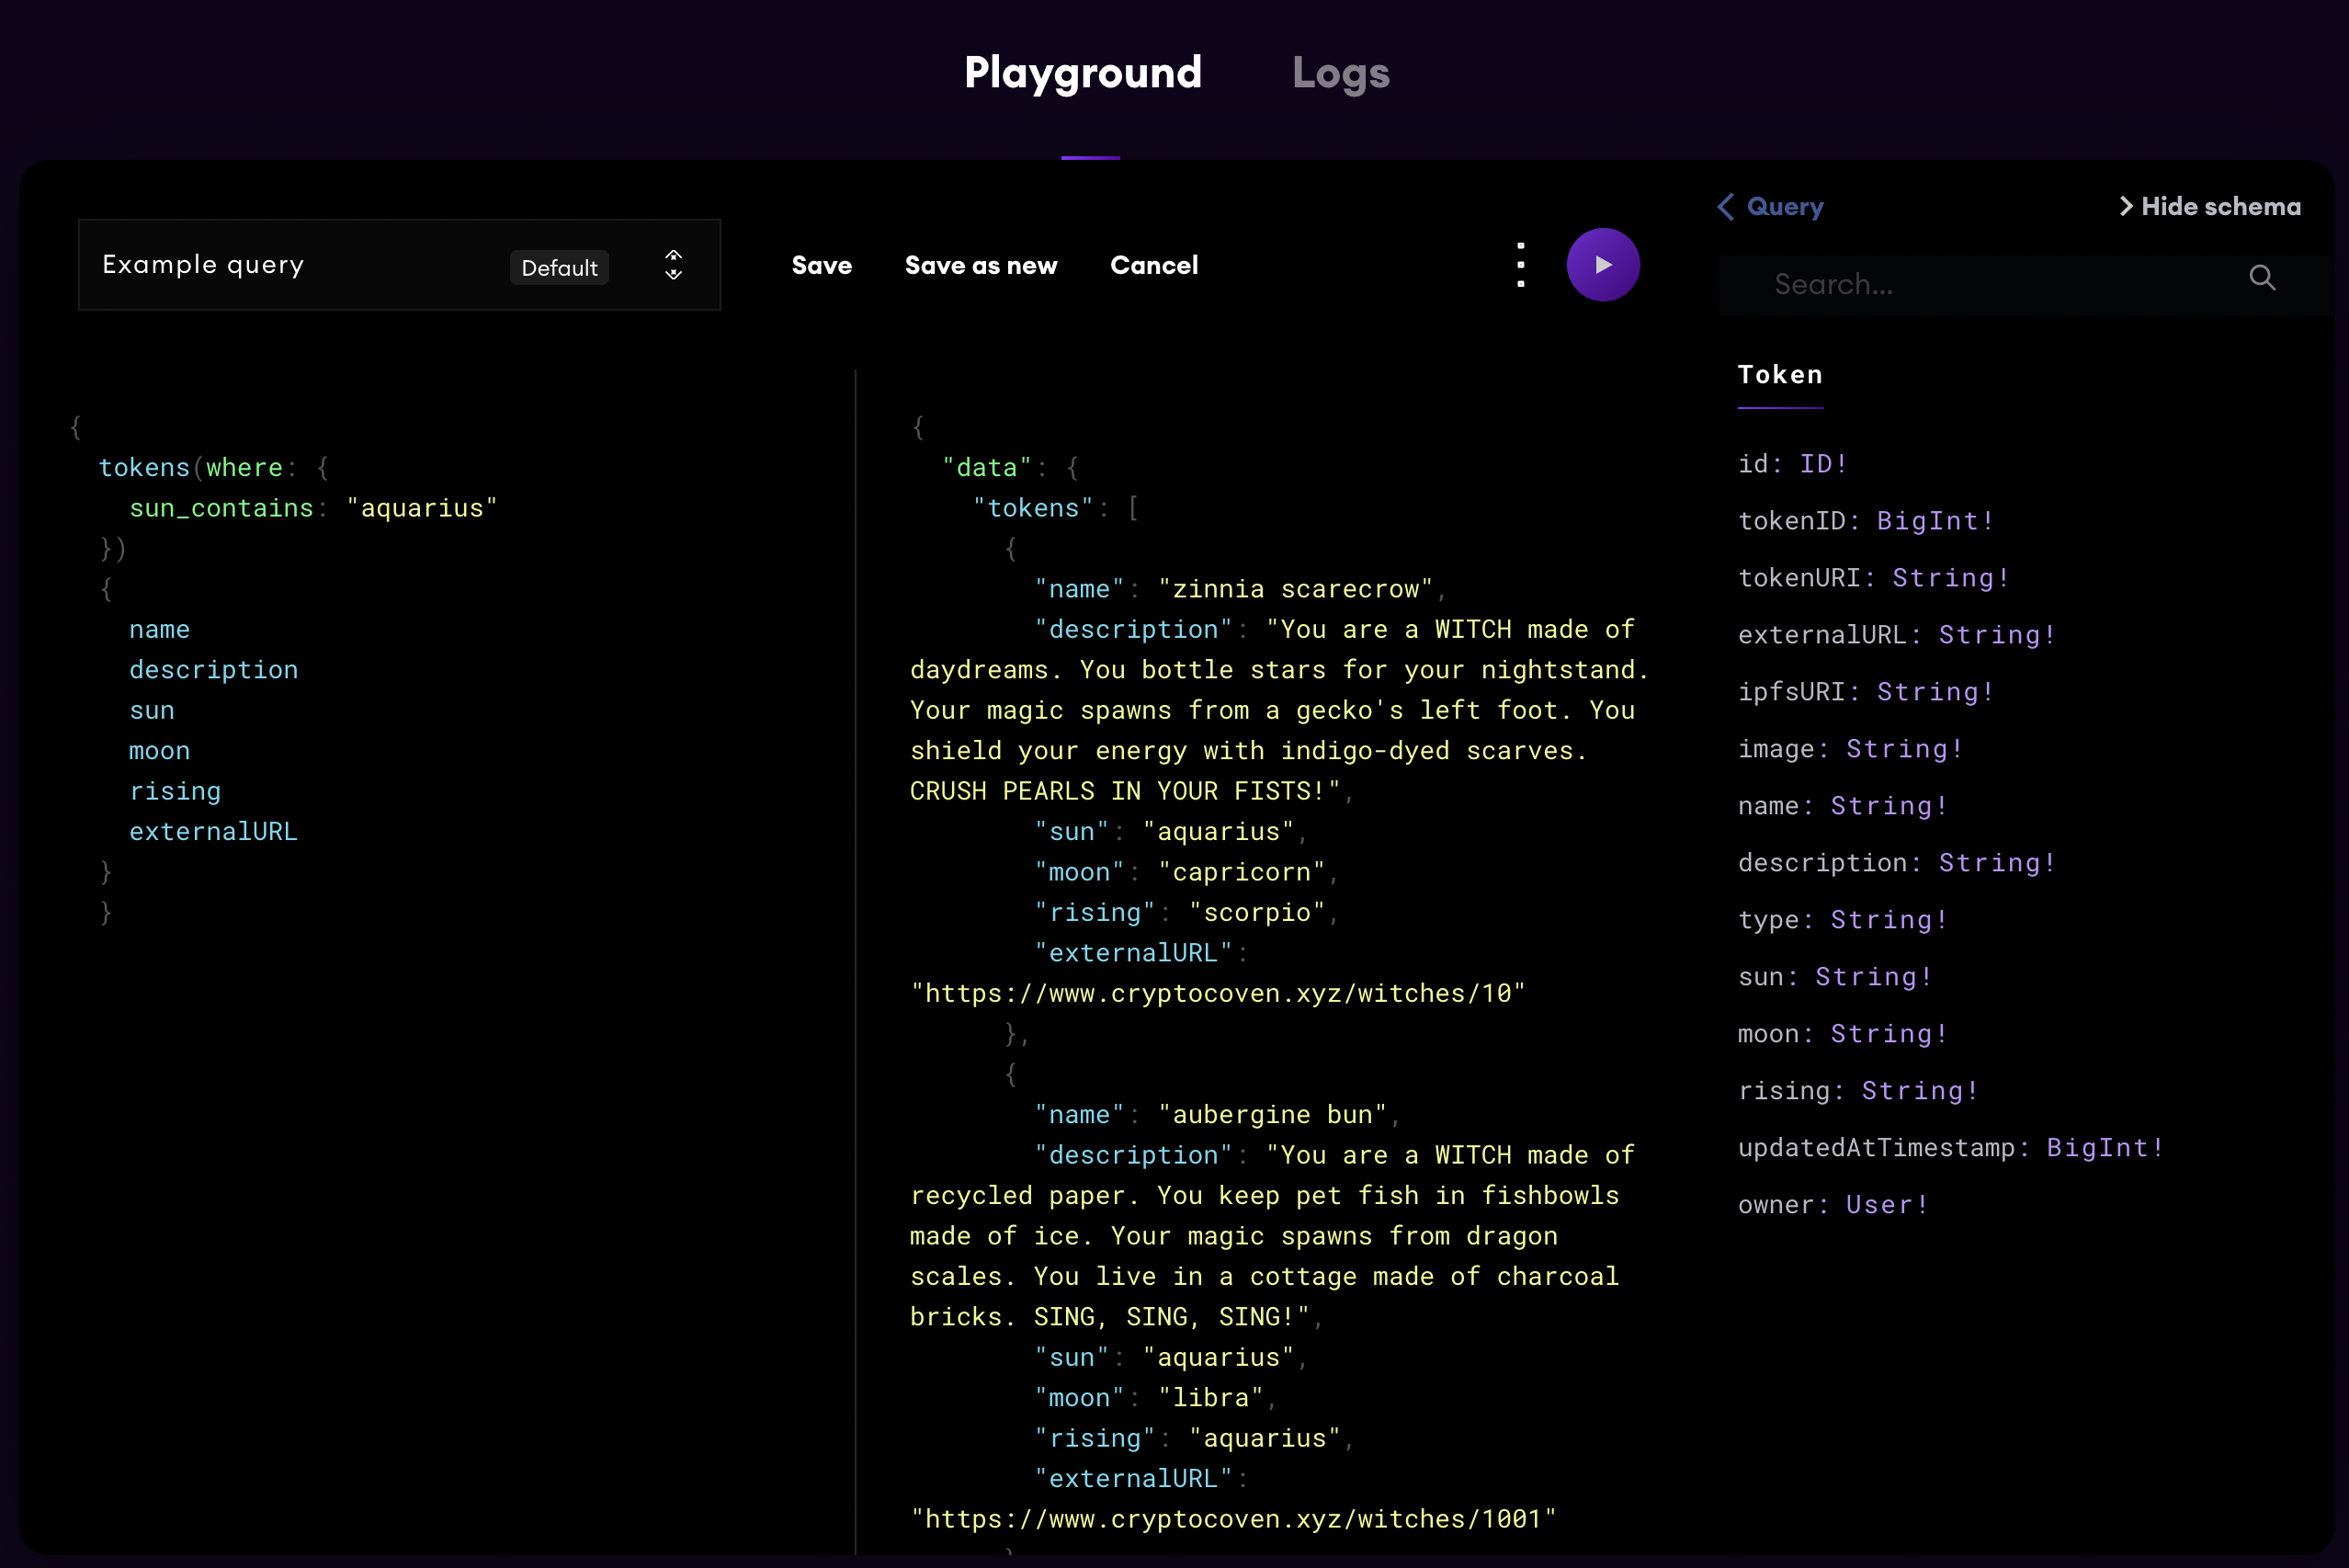 Playground Logs
Example query Default
Save Save as new Cancel
{
tokens(where: {
sun_contains: "aquarius"
})
{
name
description
sun
moon
rising
externalURL
}
}
{
"data": {
"tokens": [
{
"name": "zinnia scarecrow",
"description": "You are a WITCH made of
daydreams. You bottle stars for your nightstand.
Your magic spawns from a gecko's left foot. You
shield your energy with indigo-dyed scarves.
CRUSH PEARLS IN YOUR FISTS!",
"sun": "aquarius",
"moon": "capricorn",
"rising": "scorpio",
"externalURL":
"https://www.cryptocoven.xyz/witches/10"
},
{
"name": "aubergine bun",
"description": "You are a WITCH made of
recycled paper. You keep pet fish in fishbowls
made of ice. Your magic spawns from dragon
scales. You live in a cottage made of charcoal
bricks. SING, SING, SING!",
"sun": "aquarius",
"moon": "libra",
"rising": "aquarius",
"externalURL":
"https://www.cryptocoven.xyz/witches/1001"
}
Query Hide schema
Search...
Token
id: ID!
tokenID: BigInt!
tokenURI: String!
externalURL: String!
ipfsURI: String!
image: String!
name: String!
description: String!
type: String!
sun: String!
moon: String!
rising: String!
updatedAtTimestamp: BigInt!
owner: User!